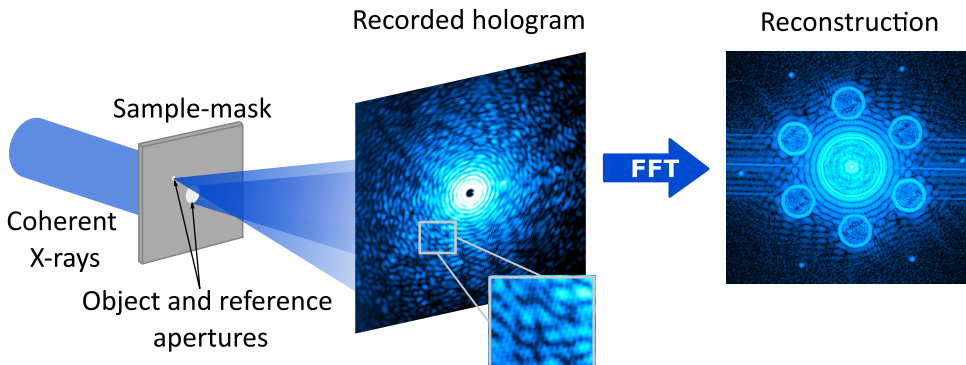 Recorded hologram
Reconstruction
Sample-mask
FFT
Coherent
X-rays
Object and reference
apertures